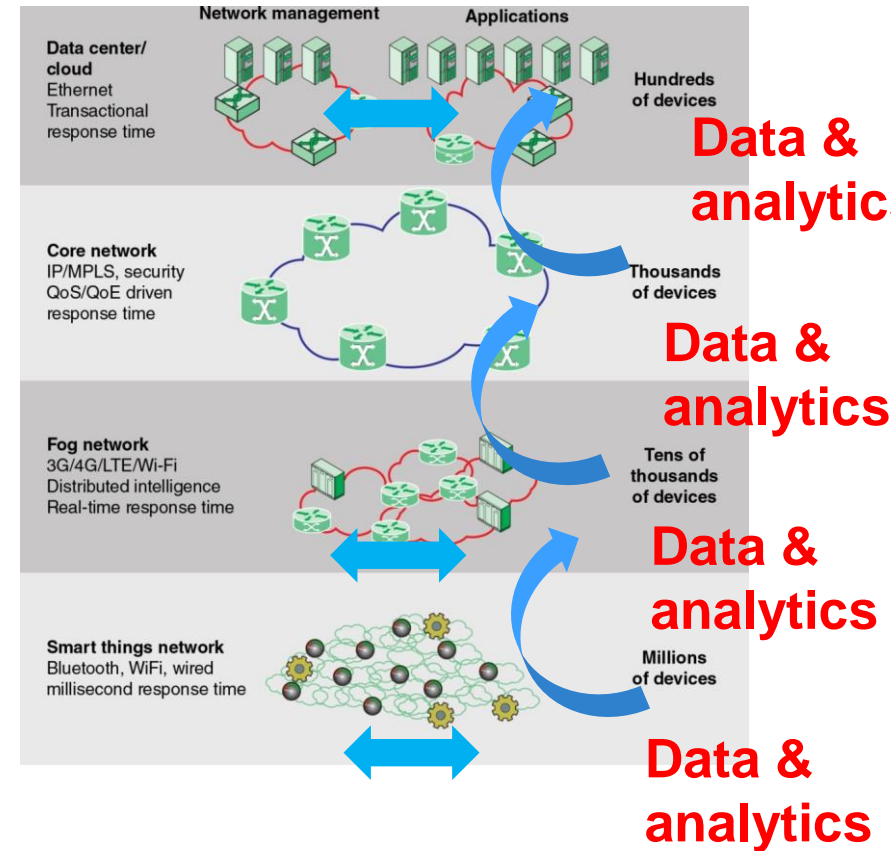 Network management
Applications
Data center/
cloud
Ethernet
Transactional
response time
Hundreds
of devices
Data &
analytic
Core network
IP/MPLS, security
QoS/QoE driven
response time
Thousands
of devices
Data &
analytics
Fog network
3G/4G/LTE/Wi-Fi
Distributed intelligence
Real-time response time
Tens of
thousands
of devices
Data &
analytics
Smart things network
Bluetooth, WiFi, wired
millisecond response time
Millions
of devices
Data &
analytics